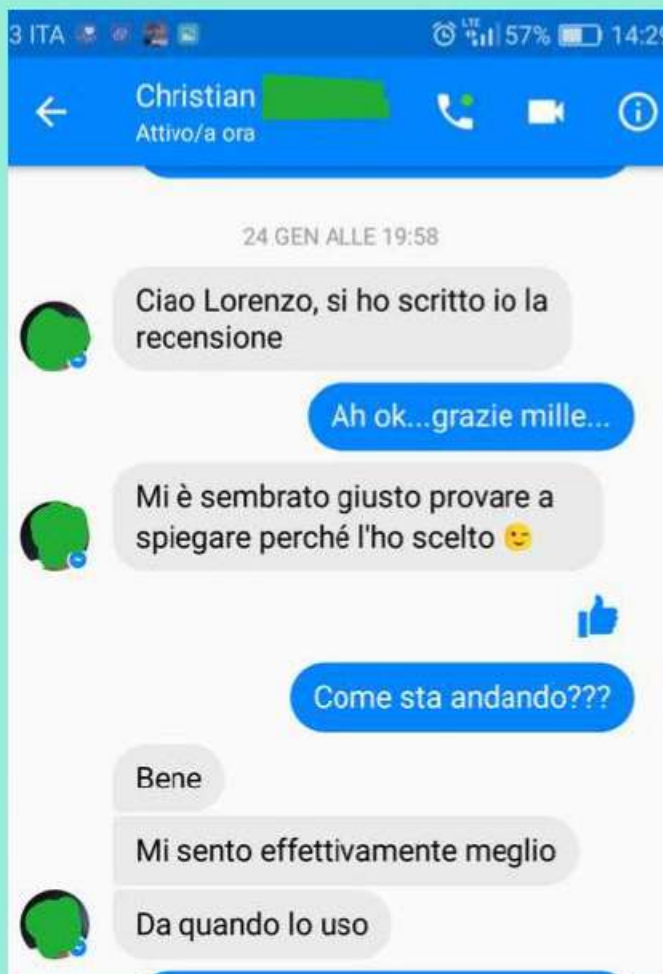 3 ITA 57% 14:29
Christian
Attivo/a ora
24 GEN ALLE 19:58
Ciao Lorenzo, si ho scritto io la
recensione
Ah ok...grazie mille...
Mi è sembrato giusto provare a
spiegare perché l'ho scelto 😉
Come sta andando???
Bene
Mi sento effettivamente meglio
Da quando lo uso